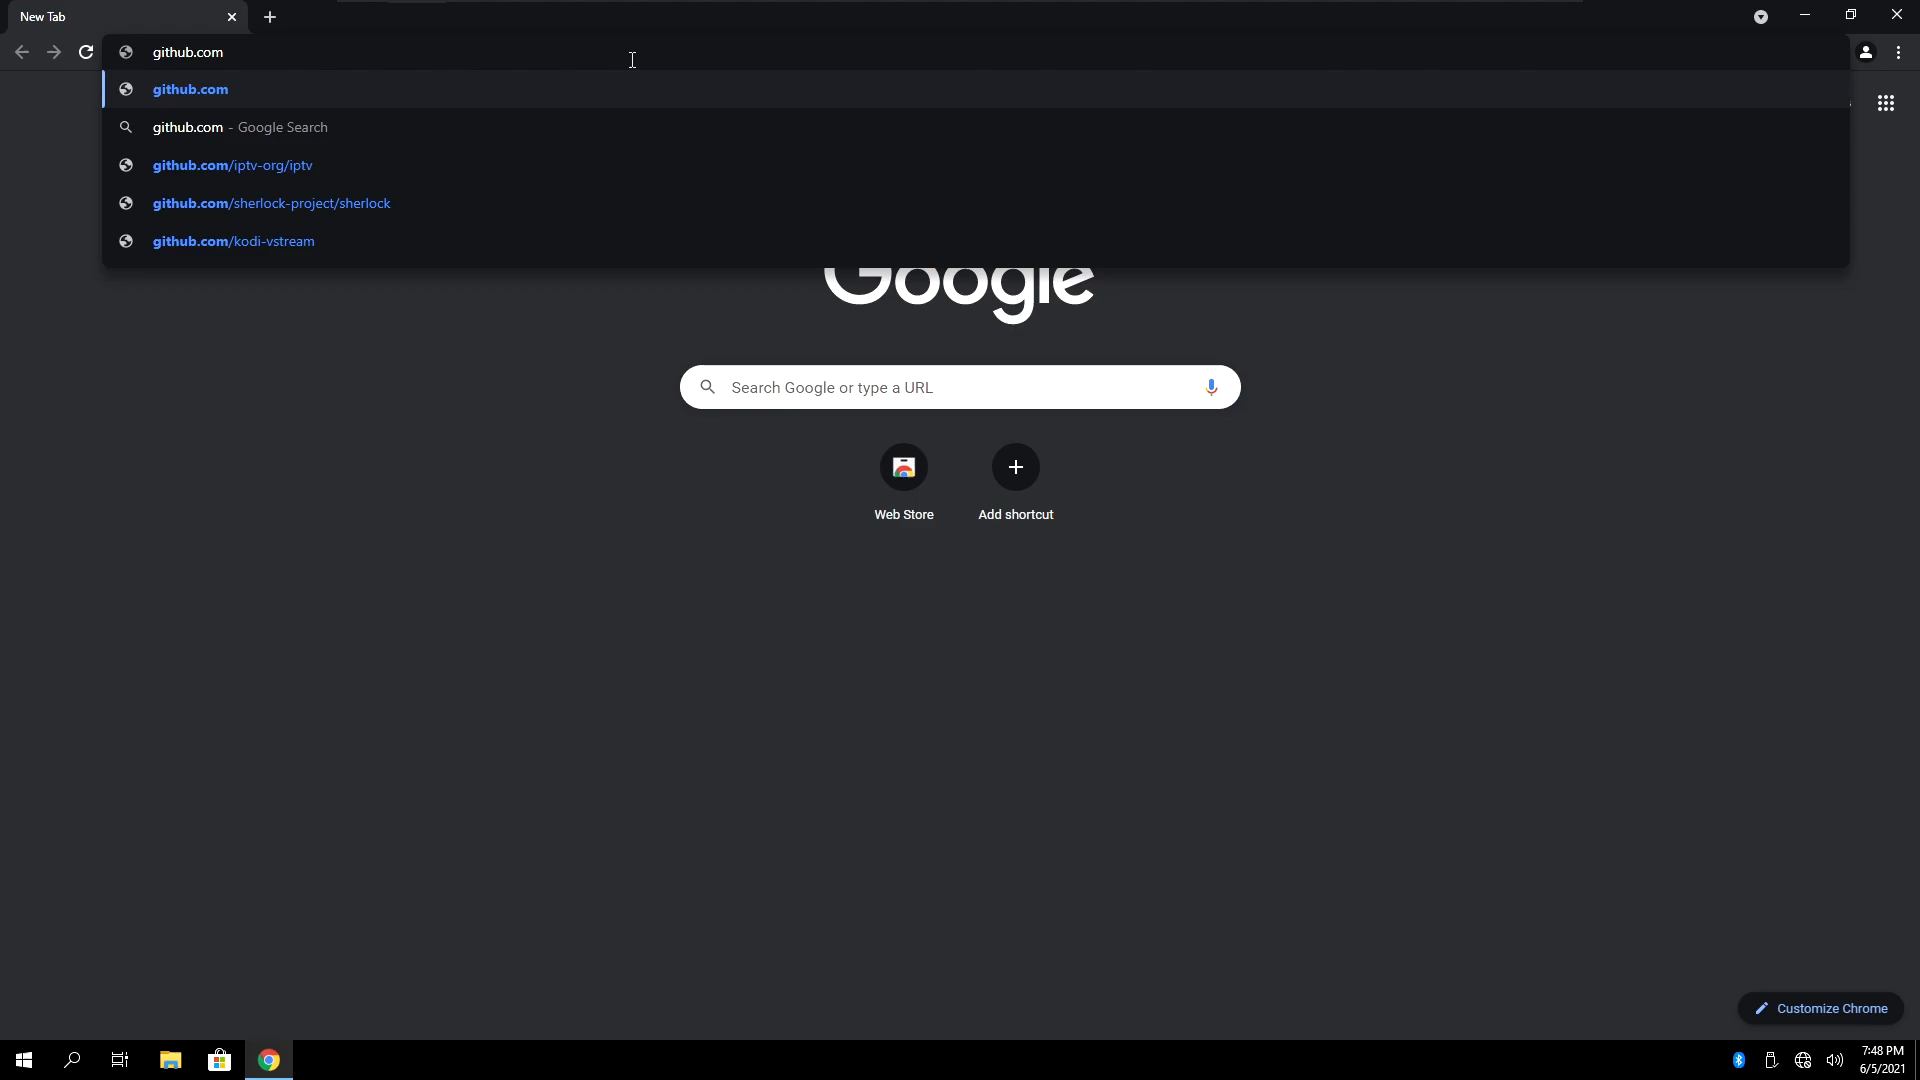 New Tab
github.com
github.com
github.com - Google Search
github.com/iptv-org/iptv
github.com/sherlock-project/sherlock
github.com/kodi-vstream
Google
Search Google or type a URL
Web Store
Add shortcut
Customize Chrome
7:48 PM
6/5/2021